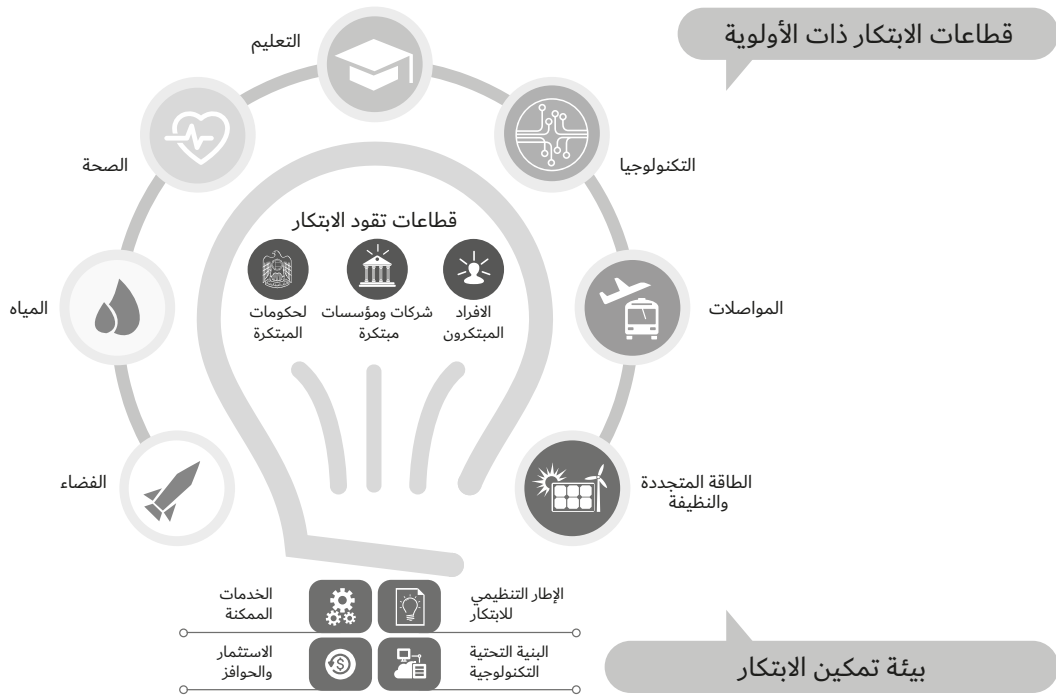 قطاعات الابتكار ذات الأولوية
التعليم
التكنولوجيا
الصحة
المواصلات
المياه
الطاقة المتجددة
والنظيفة
الفضاء
قطاعات تقود الابتكار
الافراد
المبتكرون
شركات ومؤسسات
مبتكرة
لحكومات
المبتكرة
الإطار التنظيمي
للابتكار
الخدمات
الممكنة
البنية التحتية
التكنولوجية
الاستثمار
والحوافز
بيئة تمكين الابتكار